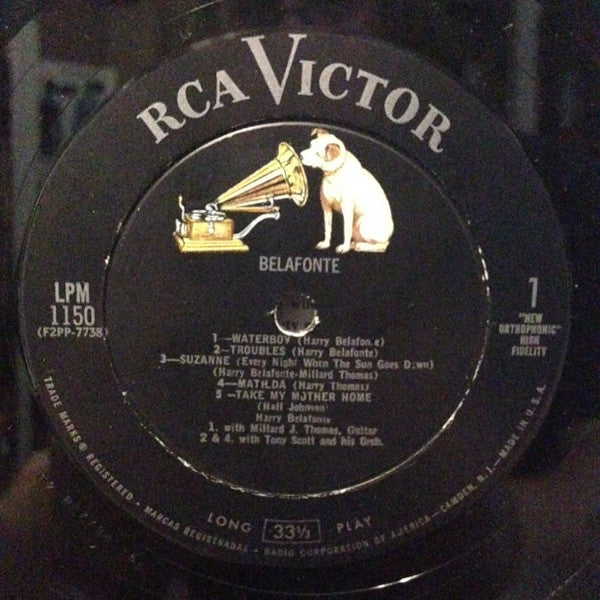 RCA VICTOR
BELAFONTE
LPM
1150
(F2PP-7738)
1
"NEW
ORTHOPHONIC"
HIGH
FIDELITY
1—WATERBOY (Harry Belafonte)
2—TROUBLES (Harry Belafonte)
3—SUZANNE (Every Night When The Sun Goes Down)
(Harry Belafonte-Millard Thomas)
4—MATILDA (Harry Thomas)
5—TAKE MY MOTHER HOME
(Hall Johnson)
Harry Belafonte
1. with Millard J. Thomas, Guitar
2 & 4. with Tony Scott and his Orch.
LONG 33⅓ PLAY
TRADE MARKS ® REGISTERED • MARCAS REGISTRADAS • RADIO CORPORATION OF AMERICA—CAMDEN, N.J.—MADE IN U.S.A.